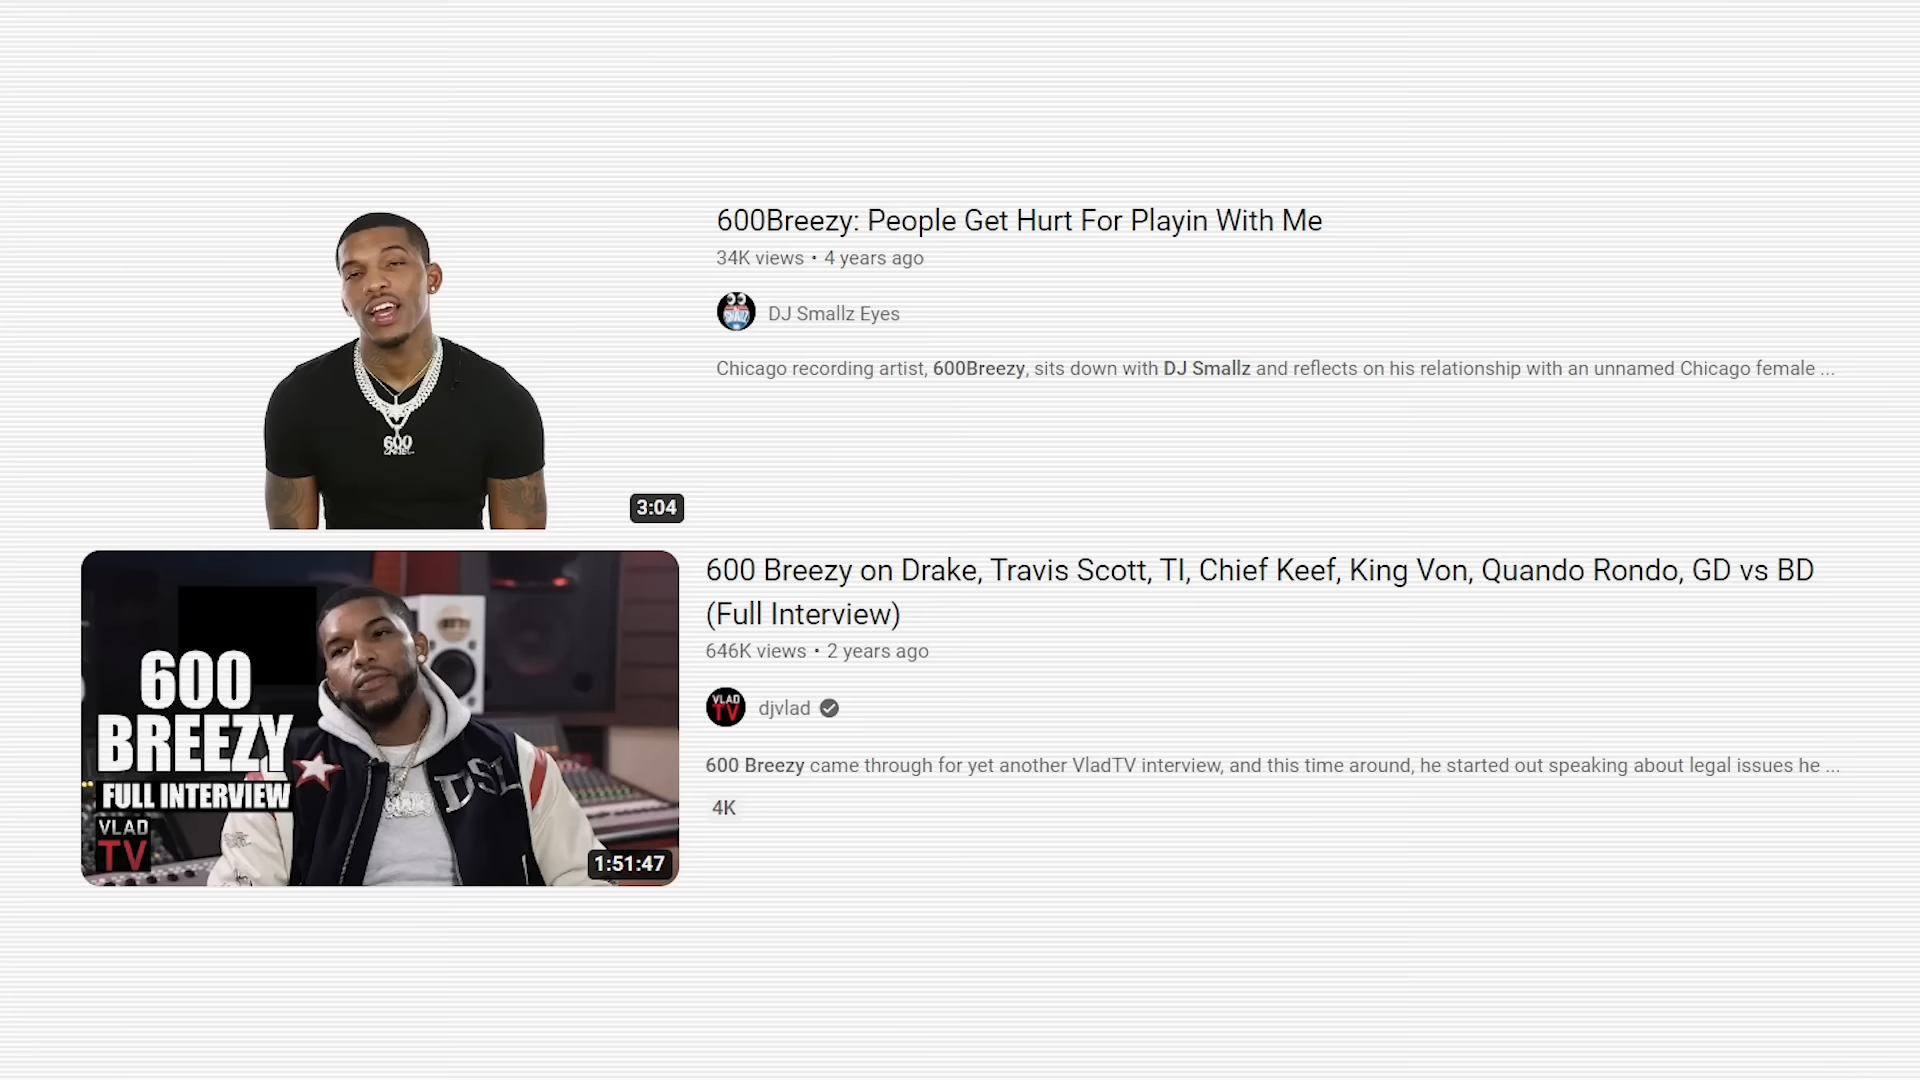 600Breezy: People Get Hurt For Playin With Me
34K views • 4 years ago
DJ Smallz Eyes
Chicago recording artist, 600Breezy, sits down with DJ Smallz and reflects on his relationship with an unnamed Chicago female ...
600
3:04
600 Breezy on Drake, Travis Scott, TI, Chief Keef, King Von, Quando Rondo, GD vs BD
(Full Interview)
646K views • 2 years ago
VLAD
TV
djvlad
600 Breezy came through for yet another VladTV interview, and this time around, he started out speaking about legal issues he ...
4K
600
BREEZY
FULL INTERVIEW
VLAD
TV
DSL
1:51:47